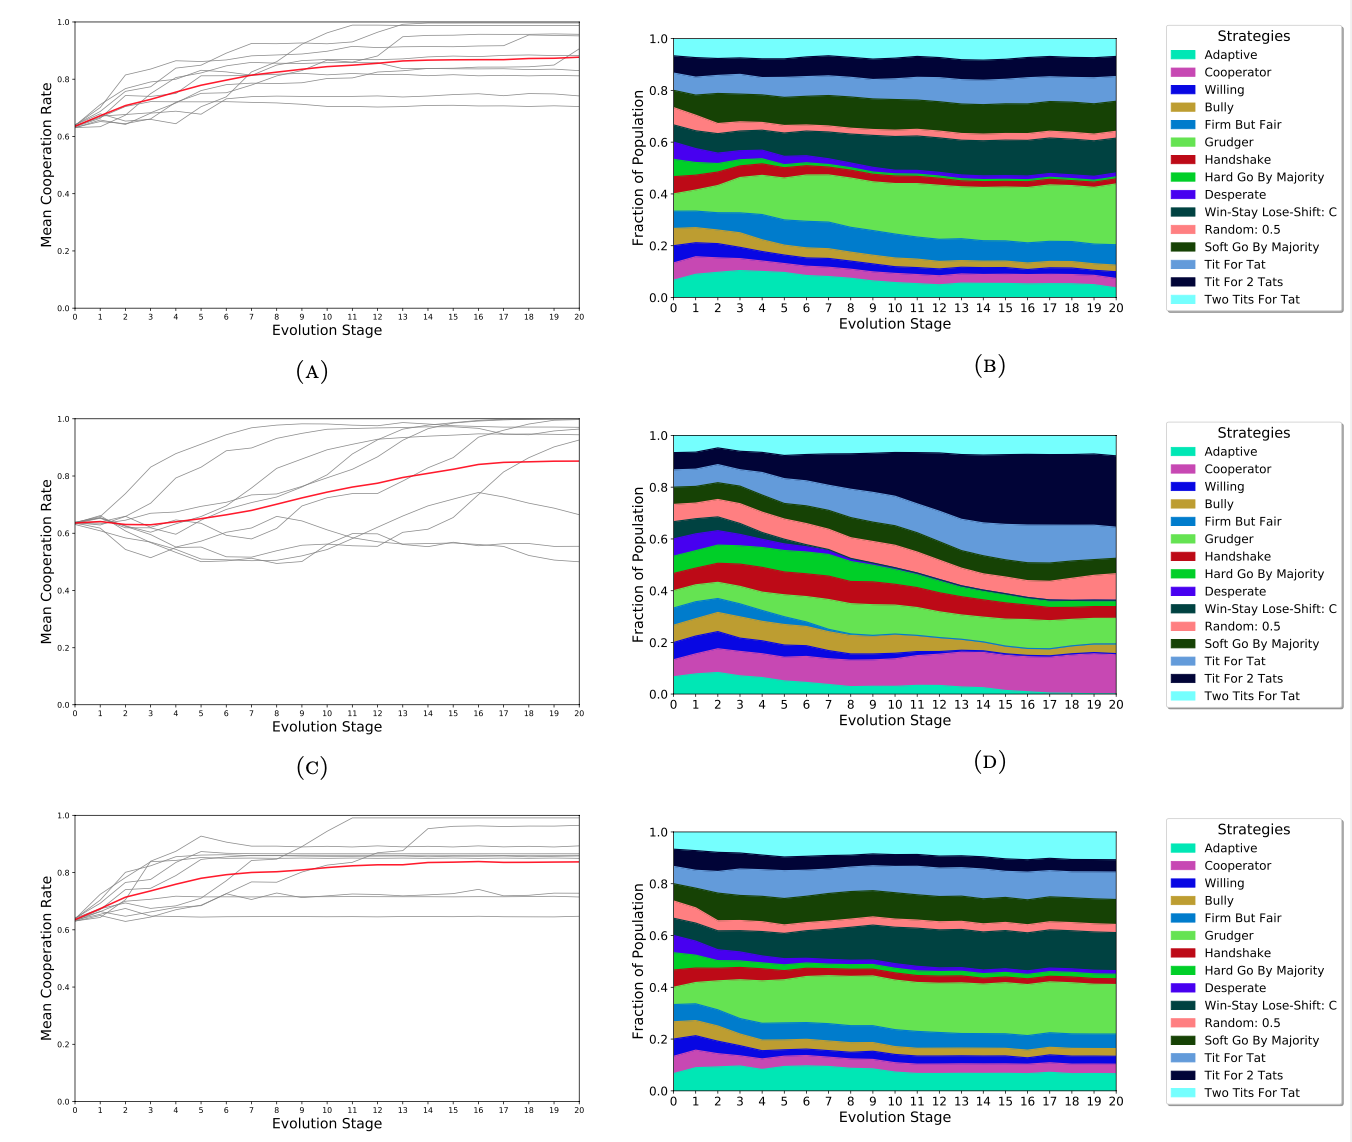 Mean Cooperation Rate
1.0
0.8
0.6
0.4
0.2
0.0
0 1 2 3 4 5 6 7 8 9 10 11 12 13 14 15 16 17 18 19 20
Evolution Stage
(A)
Fraction of Population
1.0
0.8
0.6
0.4
0.2
0.0
0 1 2 3 4 5 6 7 8 9 10 11 12 13 14 15 16 17 18 19 20
Evolution Stage
(B)
Strategies
Adaptive
Cooperator
Willing
Bully
Firm But Fair
Grudger
Handshake
Hard Go By Majority
Desperate
Win-Stay Lose-Shift: C
Random: 0.5
Soft Go By Majority
Tit For Tat
Tit For 2 Tats
Two Tits For Tat
Mean Cooperation Rate
1.0
0.8
0.6
0.4
0.2
0.0
0 1 2 3 4 5 6 7 8 9 10 11 12 13 14 15 16 17 18 19 20
Evolution Stage
(C)
Fraction of Population
1.0
0.8
0.6
0.4
0.2
0.0
0 1 2 3 4 5 6 7 8 9 10 11 12 13 14 15 16 17 18 19 20
Evolution Stage
(D)
Strategies
Adaptive
Cooperator
Willing
Bully
Firm But Fair
Grudger
Handshake
Hard Go By Majority
Desperate
Win-Stay Lose-Shift: C
Random: 0.5
Soft Go By Majority
Tit For Tat
Tit For 2 Tats
Two Tits For Tat
Mean Cooperation Rate
1.0
0.8
0.6
0.4
0.2
0.0
0 1 2 3 4 5 6 7 8 9 10 11 12 13 14 15 16 17 18 19 20
Evolution Stage
Fraction of Population
1.0
0.8
0.6
0.4
0.2
0.0
0 1 2 3 4 5 6 7 8 9 10 11 12 13 14 15 16 17 18 19 20
Evolution Stage
Strategies
Adaptive
Cooperator
Willing
Bully
Firm But Fair
Grudger
Handshake
Hard Go By Majority
Desperate
Win-Stay Lose-Shift: C
Random: 0.5
Soft Go By Majority
Tit For Tat
Tit For 2 Tats
Two Tits For Tat